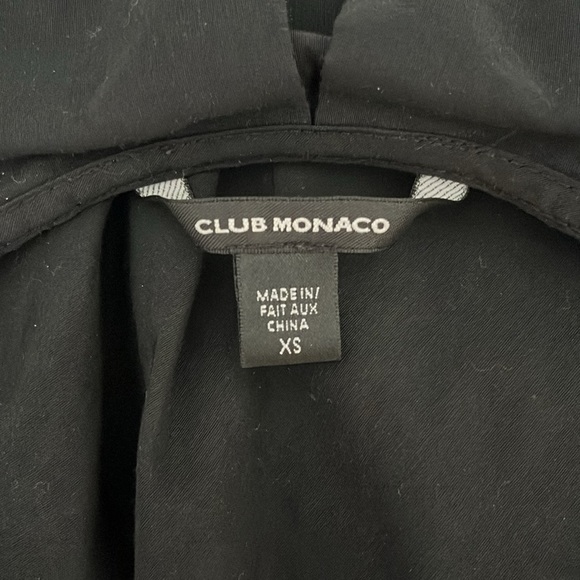 CLUB MONACO
MADE IN/
FAIT AUX
CHINA
XS